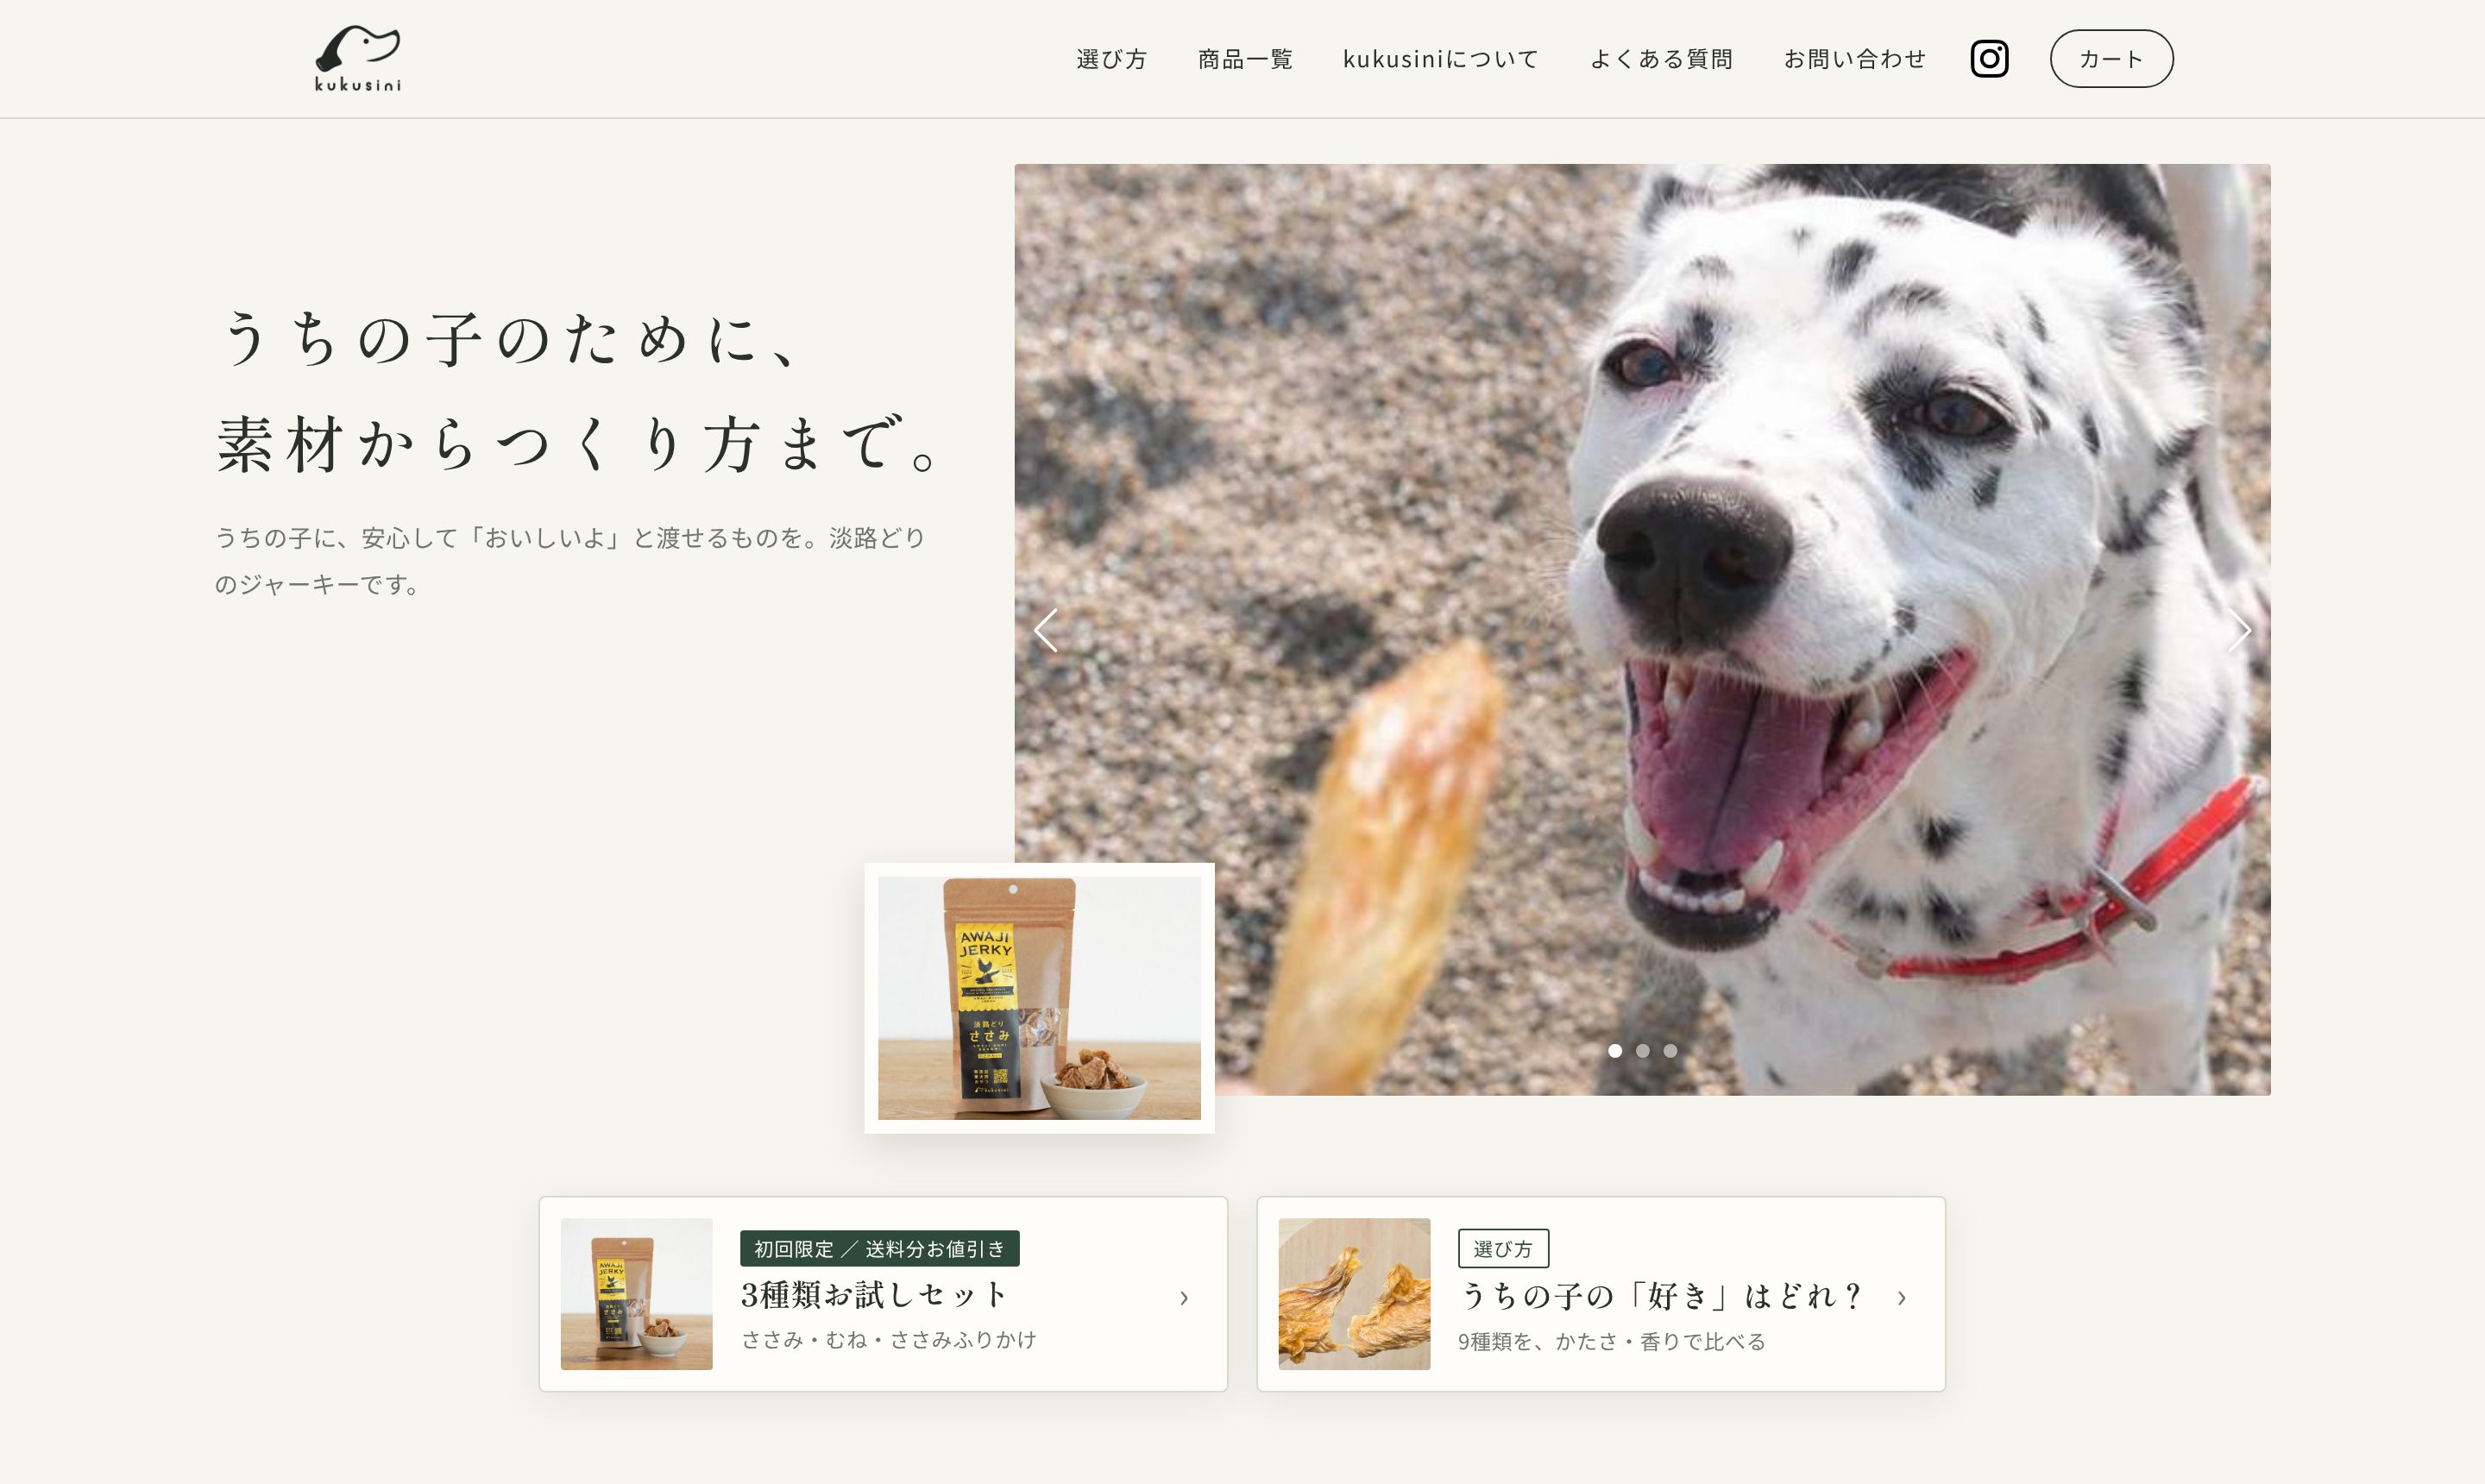 kukusini
選び方
商品一覧
kukusiniについて
よくある質問
お問い合わせ
カート
うちの子のために、
素材からつくり方まで。
うちの子に、安心して「おいしいよ」と渡せるものを。淡路どり
のジャーキーです。
AWAJI
JERKY
淡路どり
ささみ
kukusini
AWAJI
JERKY
ささみ
初回限定 ／ 送料分お値引き
3種類お試しセット
ささみ・むね・ささみふりかけ
›
選び方
うちの子の「好き」はどれ？
9種類を、かたさ・香りで比べる
›